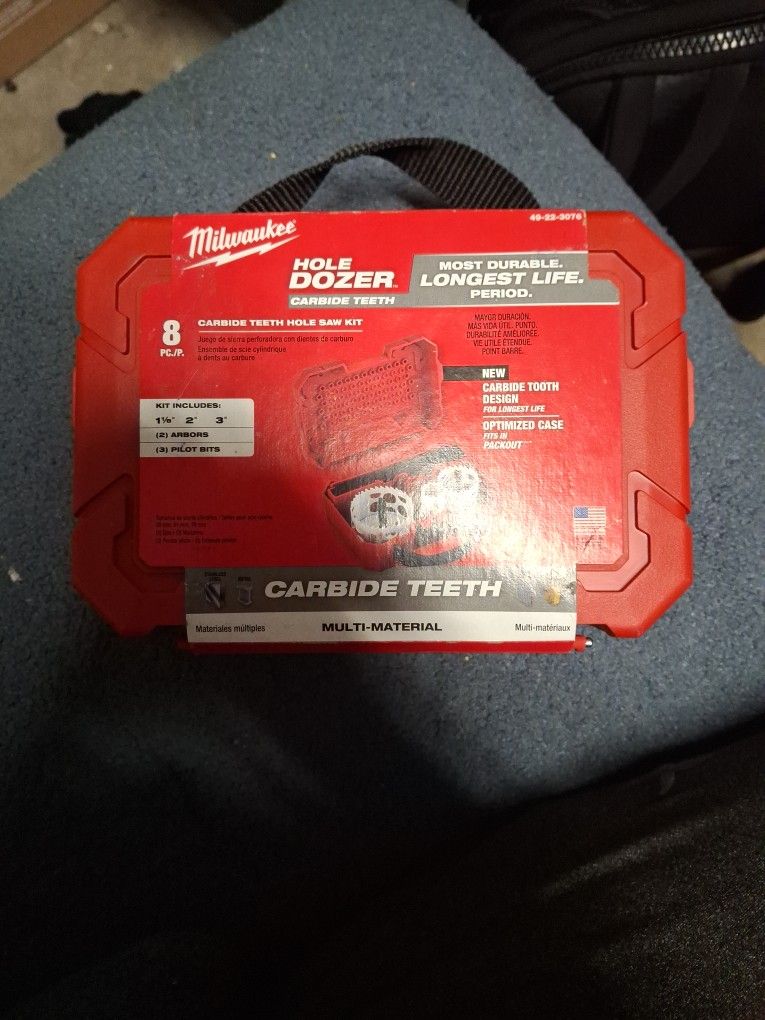 Milwaukee
49-22-3076
HOLE
DOZER
CARBIDE TEETH
MOST DURABLE.
LONGEST LIFE.
PERIOD.
8
PC./P.
CARBIDE TEETH HOLE SAW KIT
Juego de sierra perforadora con dientes de carburo
Ensemble de scie cylindrique
à dents au carbure
MAYOR DURACIÓN.
MÁS VIDA ÚTIL. PUNTO.
DURABILITÉ AMÉLIORÉE.
VIE UTILE ÉTENDUE.
POINT BARRE.
NEW
CARBIDE TOOTH
DESIGN
FOR LONGEST LIFE
OPTIMIZED CASE
FITS IN
PACKOUT
KIT INCLUDES:
2" 3"
(2) ARBORS
(3) PILOT BITS
STAINLESS
STEEL
METAL
CARBIDE TEETH
Materiales múltiples
MULTI-MATERIAL
Multi-matériaux